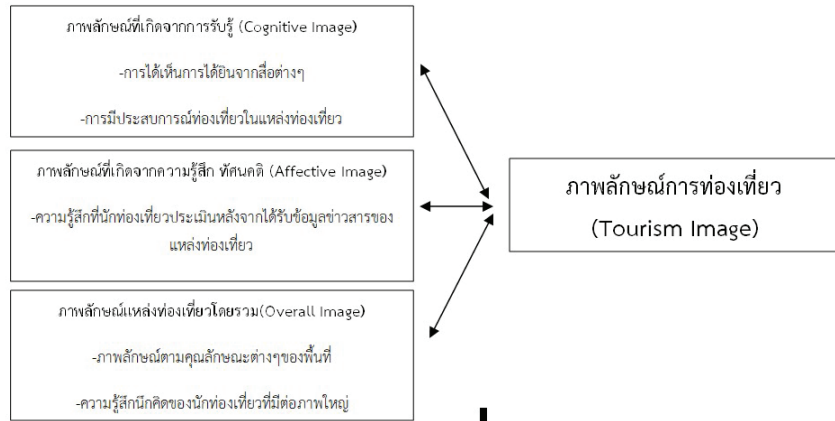 ภาพลักษณ์ที่เกิดจากการรับรู้ (Cognitive Image)
-การได้เห็นการได้ยินจากสื่อต่างๆ
-การมีประสบการณ์ท่องเที่ยวในแหล่งท่องเที่ยว
ภาพลักษณ์ที่เกิดจากความรู้สึก ทัศนคติ (Affective Image)
-ความรู้สึกที่นักท่องเที่ยวประเมินหลังจากได้รับข้อมูลข่าวสารของ
แหล่งท่องเที่ยว
ภาพลักษณ์แหล่งท่องเที่ยวโดยรวม(Overall Image)
-ภาพลักษณ์ตามคุณลักษณะต่างๆของพื้นที่
-ความรู้สึกนึกคิดของนักท่องเที่ยวที่มีต่อภาพใหญ่
ภาพลักษณ์การท่องเที่ยว
(Tourism Image)